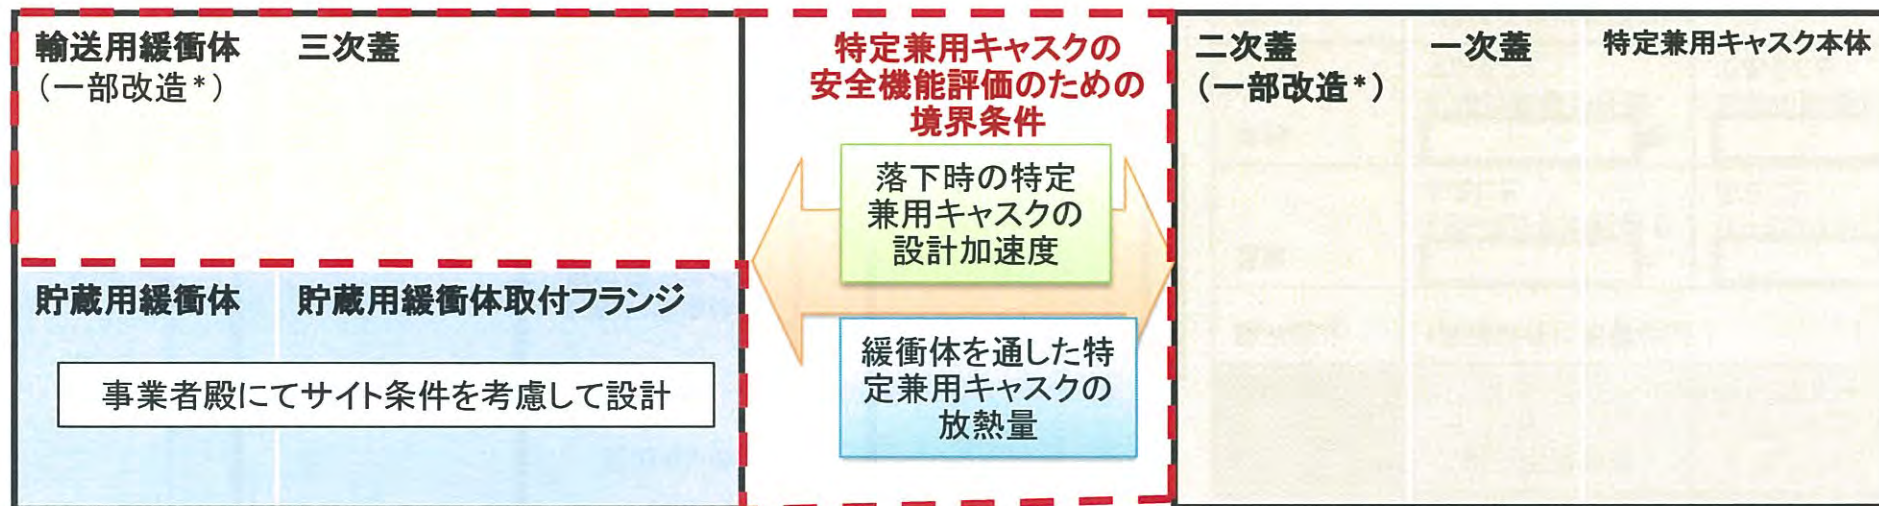 輸送用緩衝体
(一部改造*)
三次蓋
貯蔵用緩衝体
貯蔵用緩衝体取付フランジ
事業者殿にてサイト条件を考慮して設計
特定兼用キャスクの
安全機能評価のための
境界条件
落下時の特定
兼用キャスクの
設計加速度
緩衝体を通した特
定兼用キャスクの
放熱量
二次蓋
(一部改造*)
一次蓋
特定兼用キャスク本体